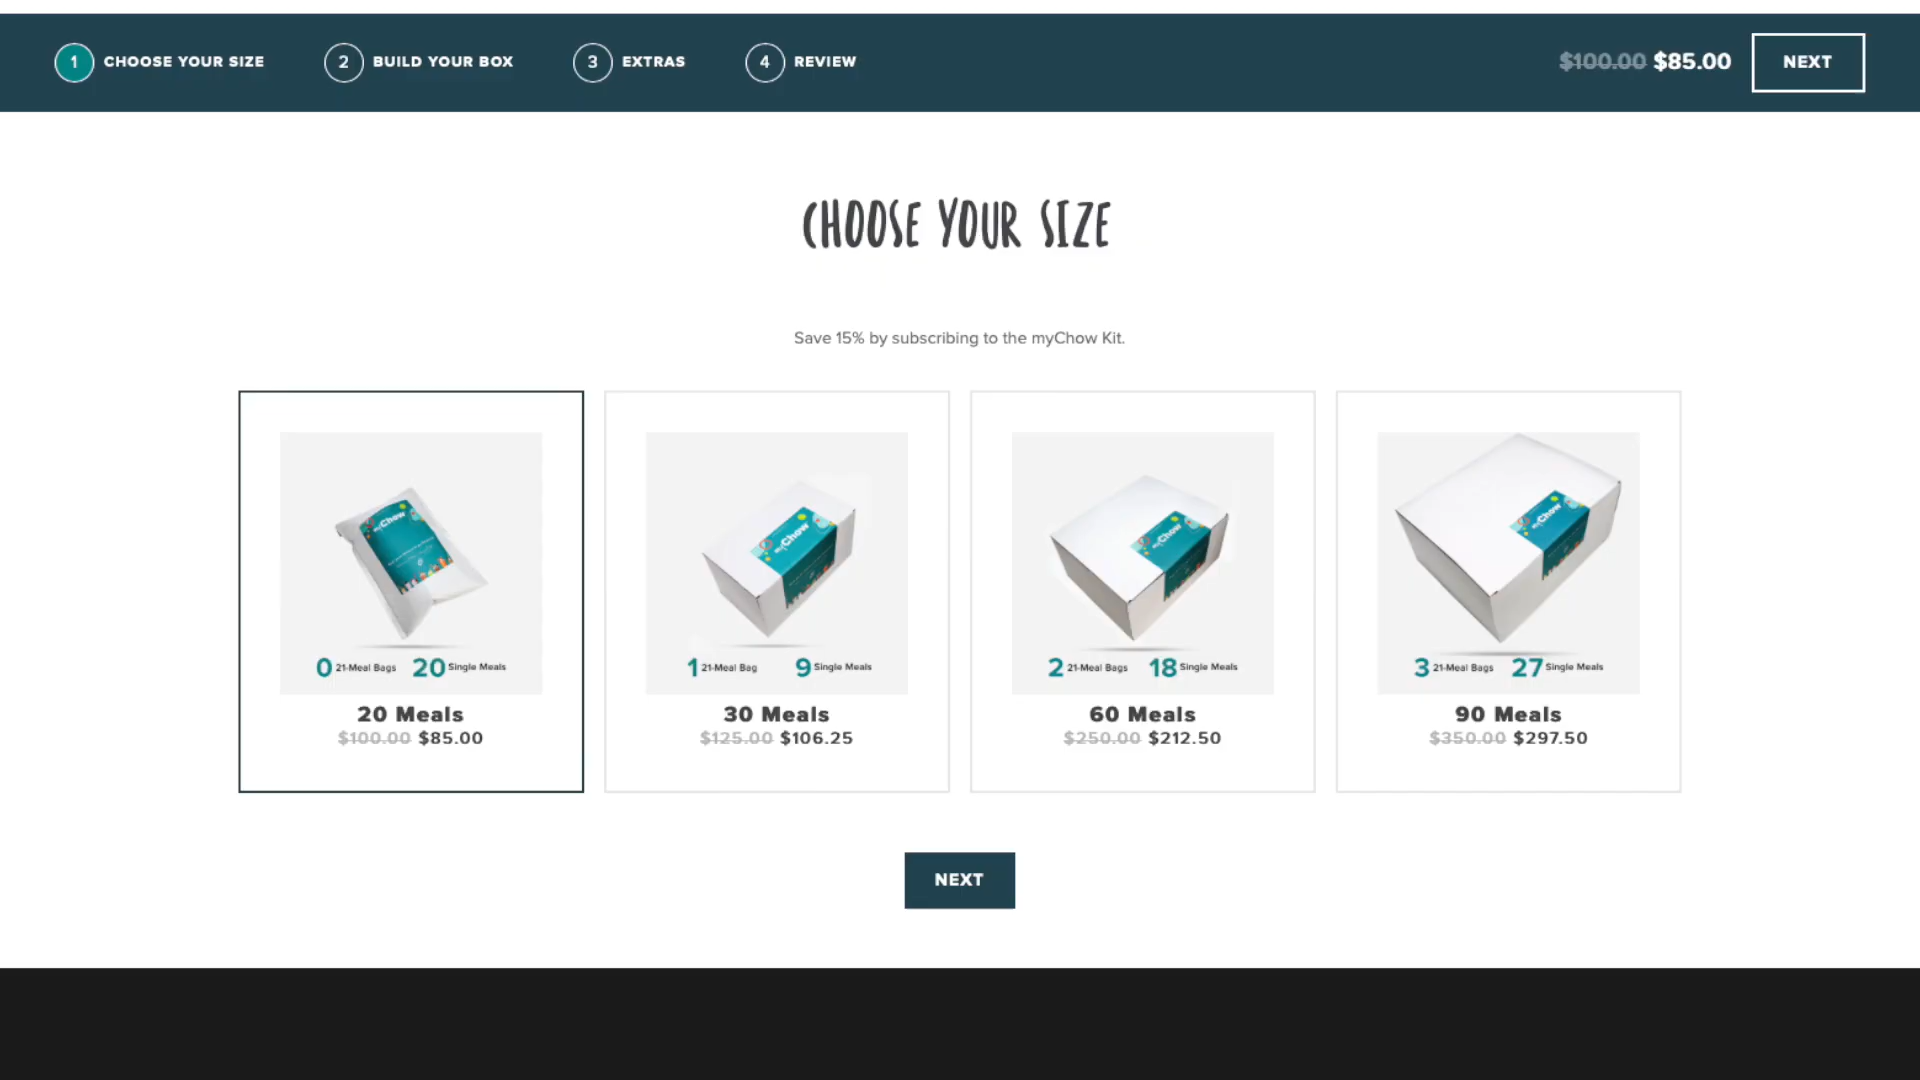 1 CHOOSE YOUR SIZE 2 BUILD YOUR BOX 3 EXTRAS 4 REVIEW $100.00 $85.00 NEXT
CHOOSE YOUR SIZE
Save 15% by subscribing to the myChow Kit.
myChow myChow myChow myChow
0 21-Meal Bags 20 Single Meals
1 21-Meal Bag 9 Single Meals
2 21-Meal Bags 18 Single Meals
3 21-Meal Bags 27 Single Meals
20 Meals
$100.00 $85.00
30 Meals
$125.00 $106.25
60 Meals
$250.00 $212.50
90 Meals
$350.00 $297.50
NEXT